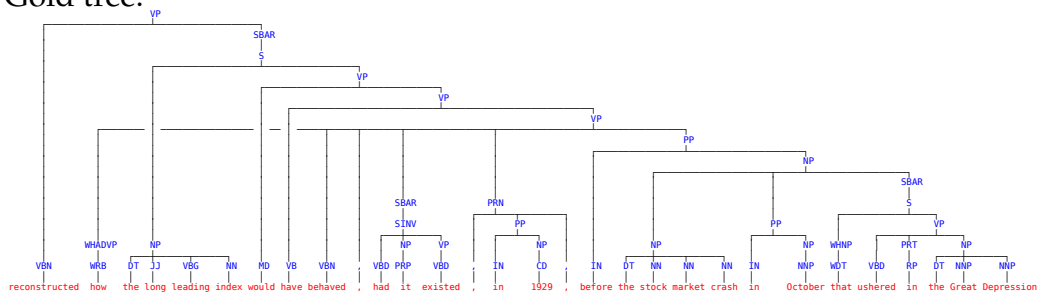 Gold tree:
VP
SBAR
S
VP
VP
VP
PP
NP
SBAR PRN SBAR
SINV PP S
PP VP
WHADVP NP NP VP NP NP NP WHNP PRT NP
VBN WRB DT JJ VBG NN MD VB VBN , VBD PRP VBD , IN CD , IN DT NN NN NN IN NNP WDT VBD RP DT NNP NNP
reconstructed how the long leading index would have behaved , had it existed , in 1929 , before the stock market crash in October that ushered in the Great Depression